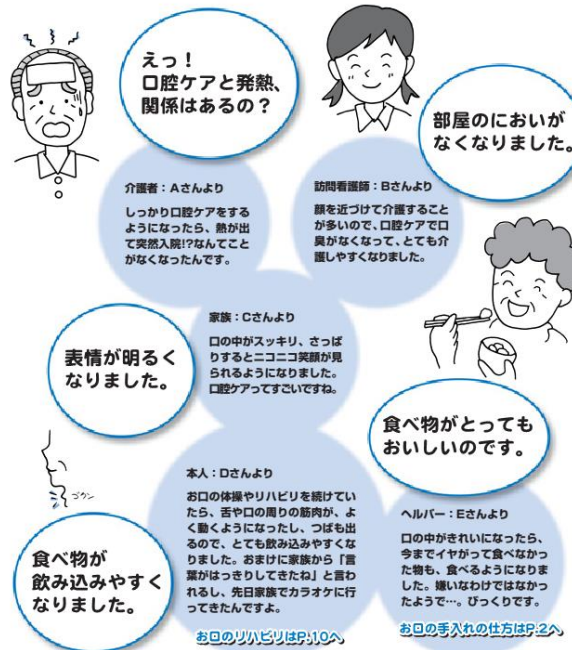 えっ！
口腔ケアと発熱、
関係はあるの？
部屋のにおいが
なくなりました。
介護者：Aさんより
しっかり口腔ケアをする
ようになったら、熱が出
て突然入院!?なんてこと
がなくなったんです。
訪問看護師：Bさんより
顔を近づけて介護すること
が多いので、口腔ケアで口
臭がなくなって、とても介
護しやすくなりました。
表情が明るく
なりました。
家族：Cさんより
口の中がスッキリ、さっぱ
りするとニコニコ笑顔が見
られるようになりました。
口腔ケアってすごいですね。
食べ物がとっても
おいしいのです。
ゴクン
食べ物が
飲み込みやすく
なりました。
本人：Dさんより
お口の体操やリハビリを続けてい
たら、舌や口の周りの筋肉が、よ
く動くようになったし、つばも出
るので、とても飲み込みやすくな
りました。おまけに家族から「言
葉がはっきりしてきたね」と言わ
れるし、先日家族でカラオケに行
ってきたんですよ。
お口のリハビリはP.10へ
ヘルパー：Eさんより
口の中がきれいになったら、
今までイヤがって食べなかっ
た物も、食べるようになりま
した。嫌いなわけではなかっ
たようで…。びっくりです。
お口の手入れの仕方はP.2へ